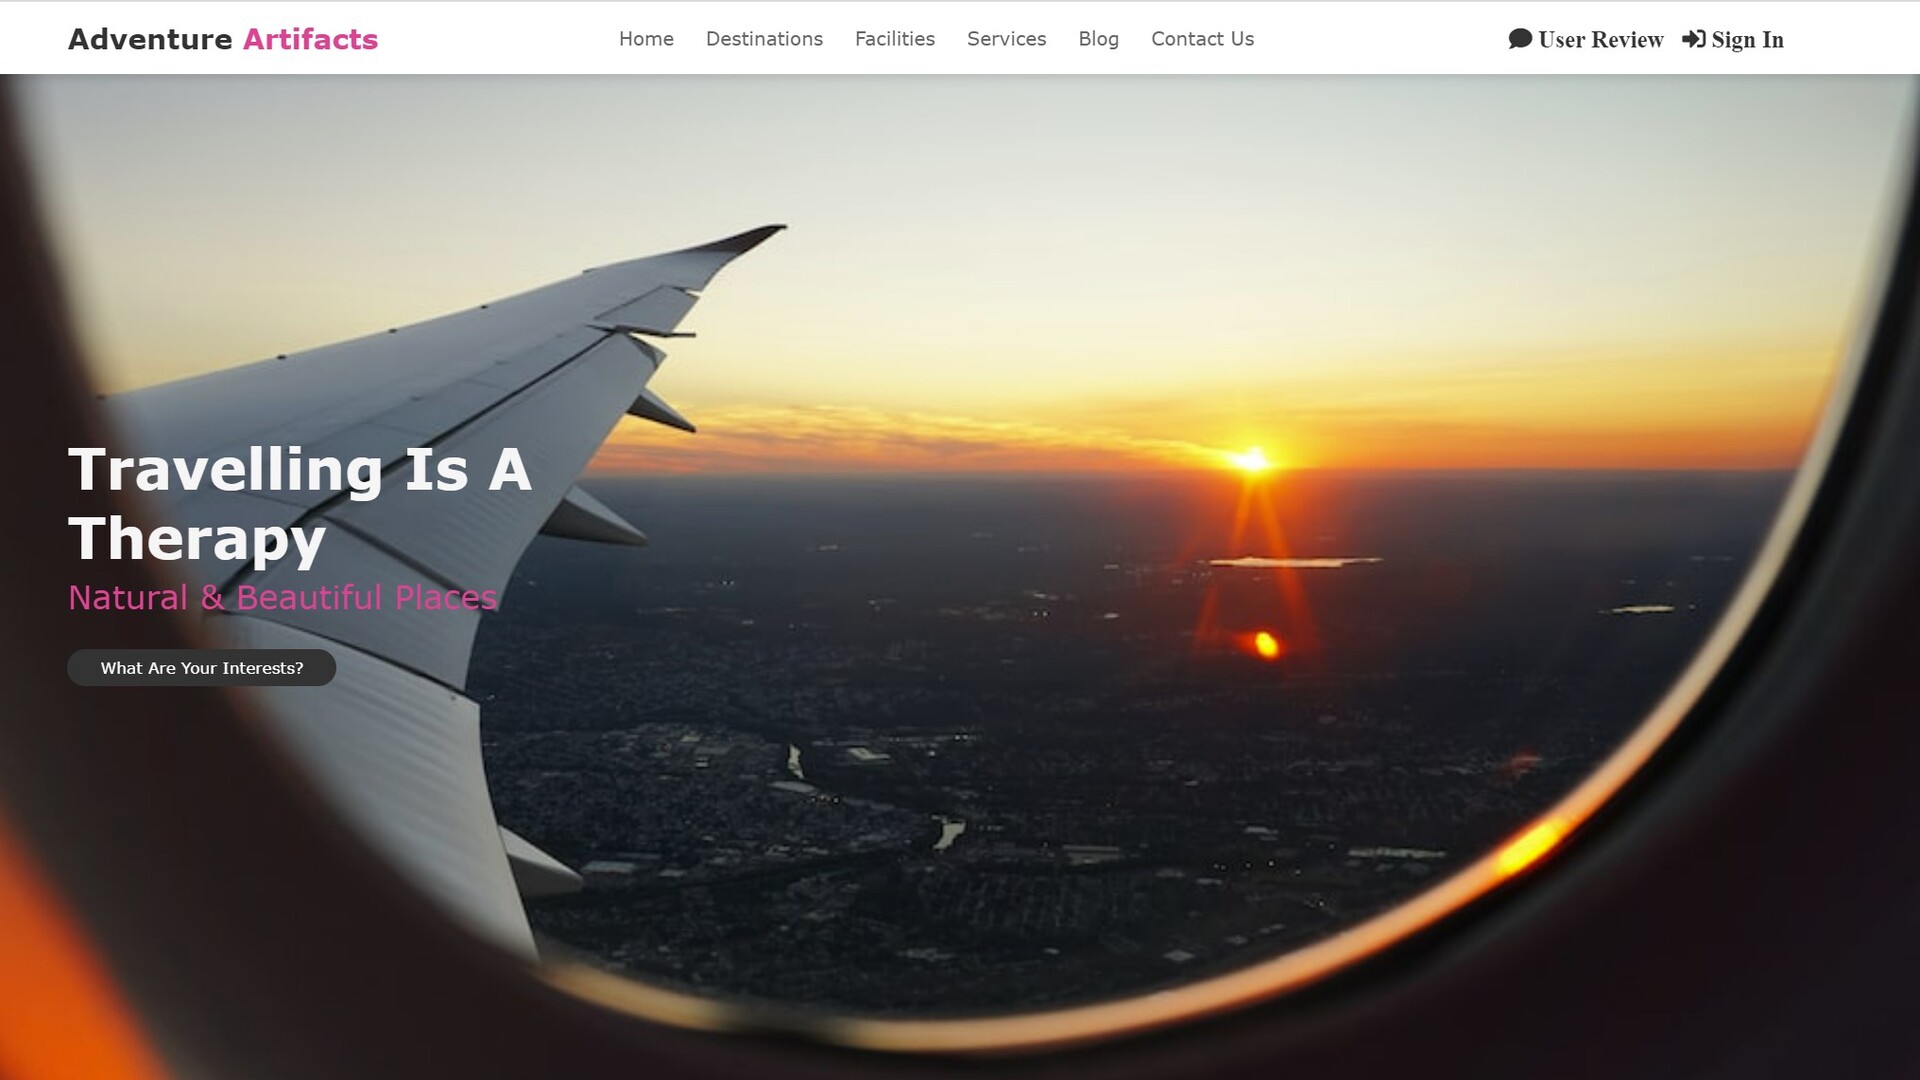 Adventure Artifacts
Home Destinations Facilities Services Blog Contact Us
User Review Sign In
Travelling Is A
Therapy
Natural & Beautiful Places
What Are Your Interests?